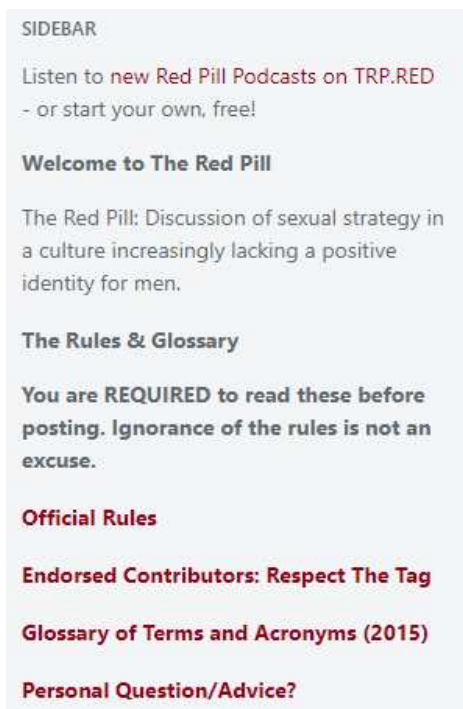 SIDEBAR
Listen to new Red Pill Podcasts on TRP.RED
- or start your own, free!
Welcome to The Red Pill
The Red Pill: Discussion of sexual strategy in
a culture increasingly lacking a positive
identity for men.
The Rules & Glossary
You are REQUIRED to read these before
posting. Ignorance of the rules is not an
excuse.
Official Rules
Endorsed Contributors: Respect The Tag
Glossary of Terms and Acronyms (2015)
Personal Question/Advice?